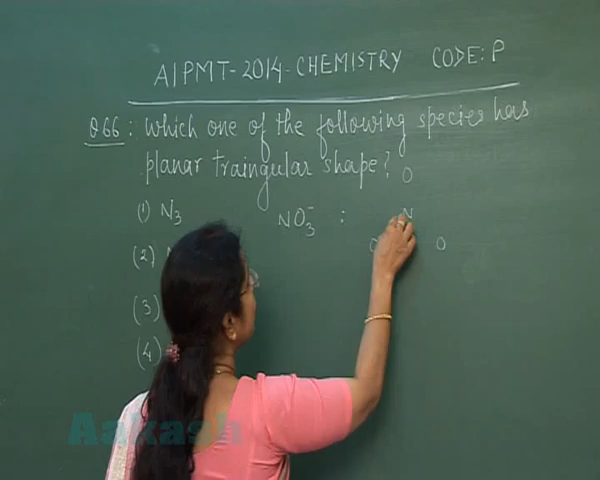 AIPMT-2014-CHEMISTRY CODE: P
Q66: Which one of the following species has
planar traingular shape?
(1) N3
(2)
(3)
(4)
NO3- :
O
N
O O
Aakash